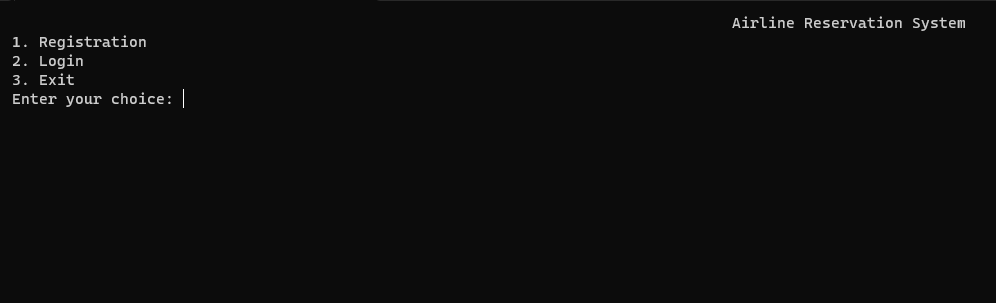 Airline Reservation System
1. Registration
2. Login
3. Exit
Enter your choice: